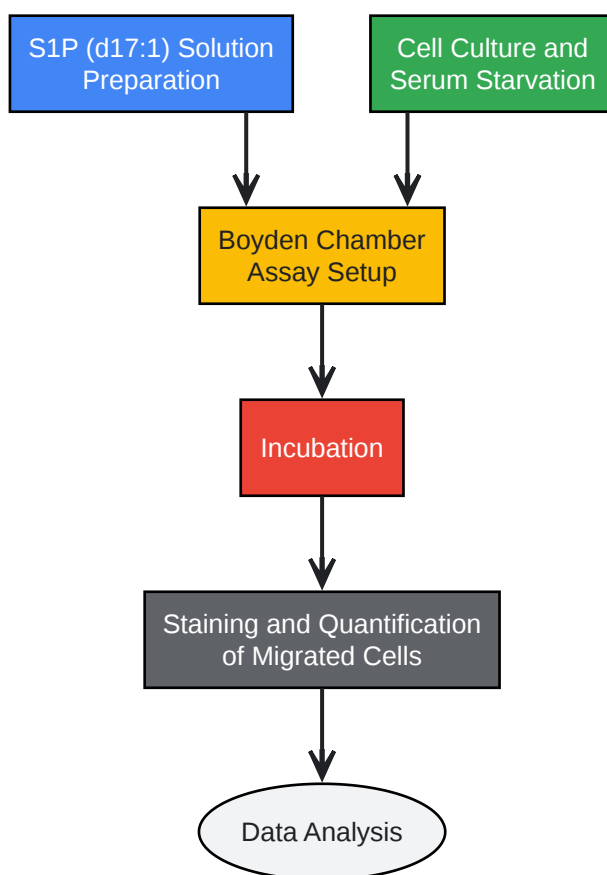 S1P (d17:1) Solution
Preparation
Cell Culture and
Serum Starvation
Boyden Chamber
Assay Setup
Incubation
Staining and Quantification
of Migrated Cells
Data Analysis